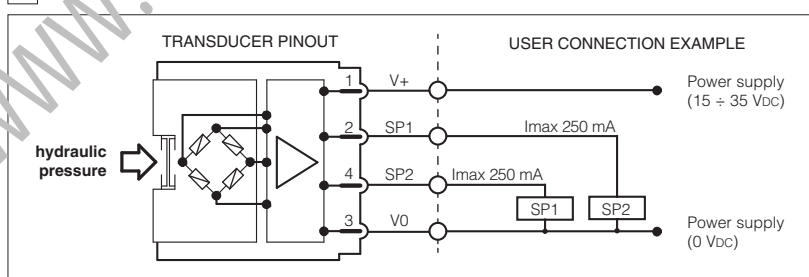 TRANSDUCER PINOUT
USER CONNECTION EXAMPLE
hydraulic
pressure
1 V+
Power supply
(15 ÷ 35 VDC)
2 SP1 Imax 250 mA
4 SP2 Imax 250 mA
SP1 SP2
3 V0
Power supply
(0 VDC)